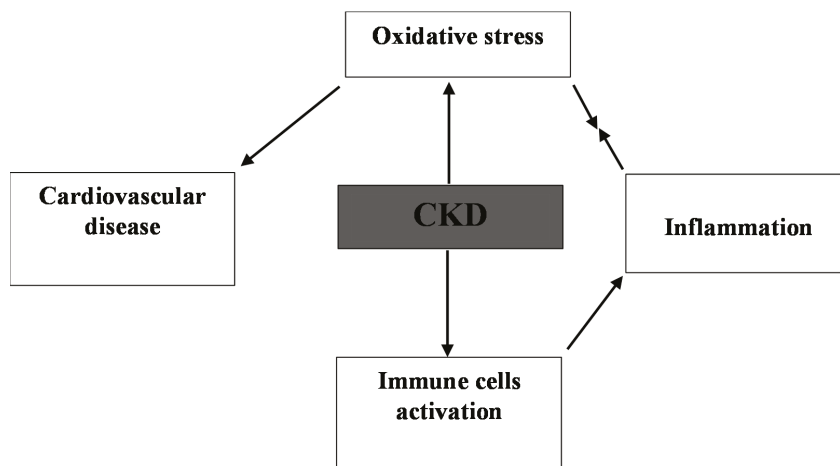 Oxidative stress
Cardiovascular
disease
CKD
Inflammation
Immune cells
activation